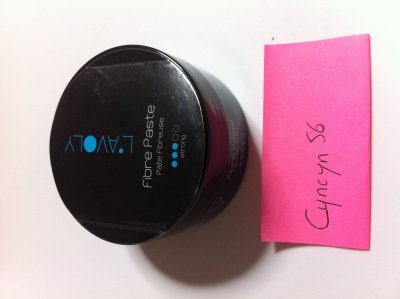 L'AVOLY
Fibre Paste
Pâte Fibreuse
strong
Cyncyn 56